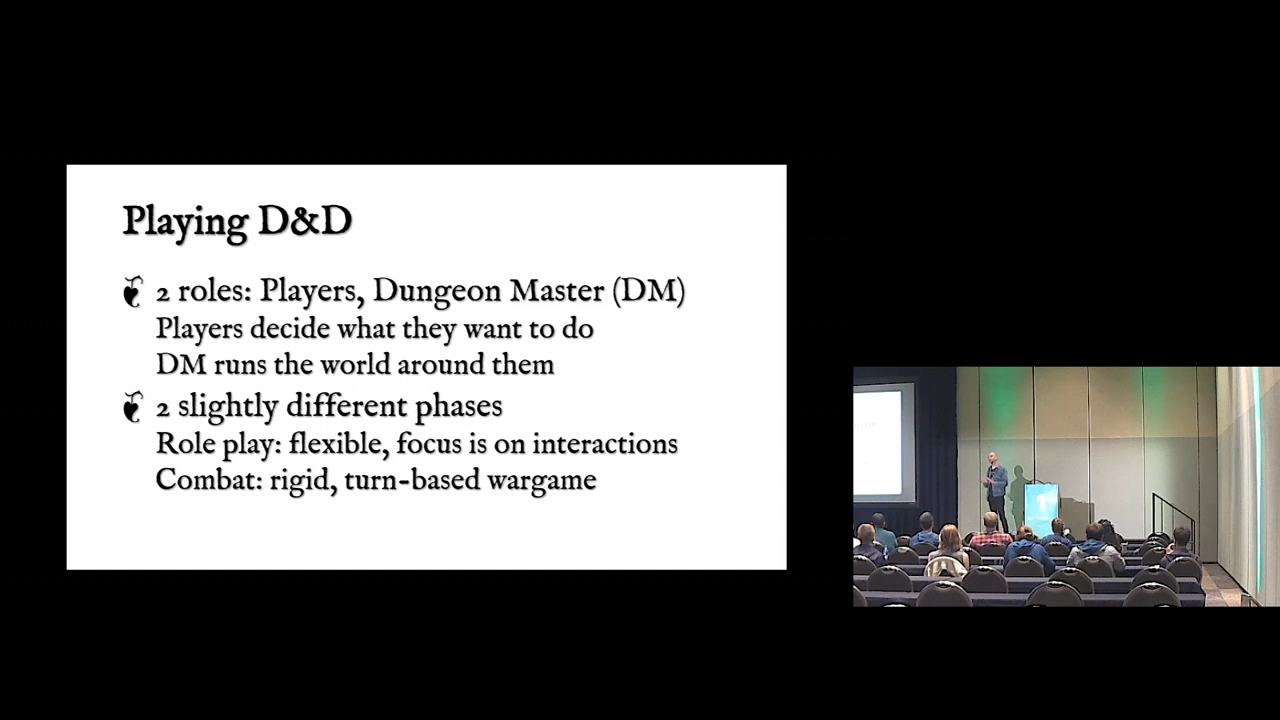 Playing D&D
2 roles: Players, Dungeon Master (DM)
Players decide what they want to do
DM runs the world around them
2 slightly different phases
Role play: flexible, focus is on interactions
Combat: rigid, turn-based wargame